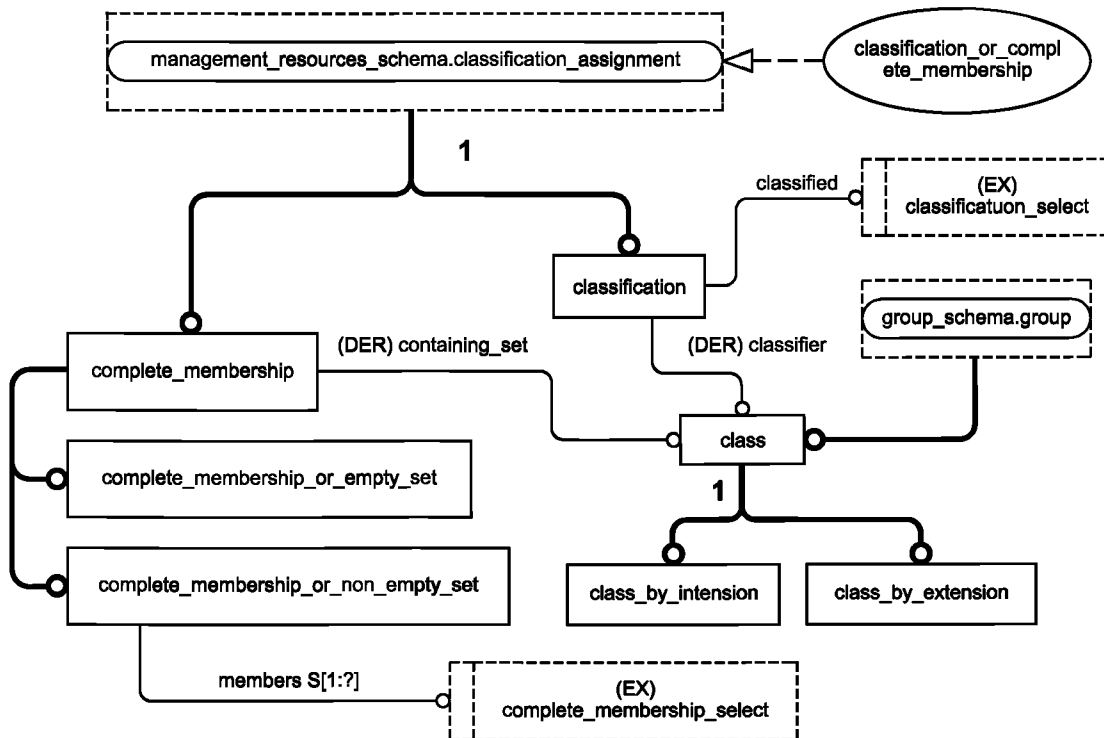 management_resources_schema.classification_assignment
classification_or_compl
ete_membership
1
classified
(EX)
classificatuon_select
classification
group_schema.group
(DER) containing_set
(DER) classifier
complete_membership
class
complete_membership_or_empty_set
1
complete_membership_or_non_empty_set
class_by_intension
class_by_extension
members S[1:?]
(EX)
complete_membership_select